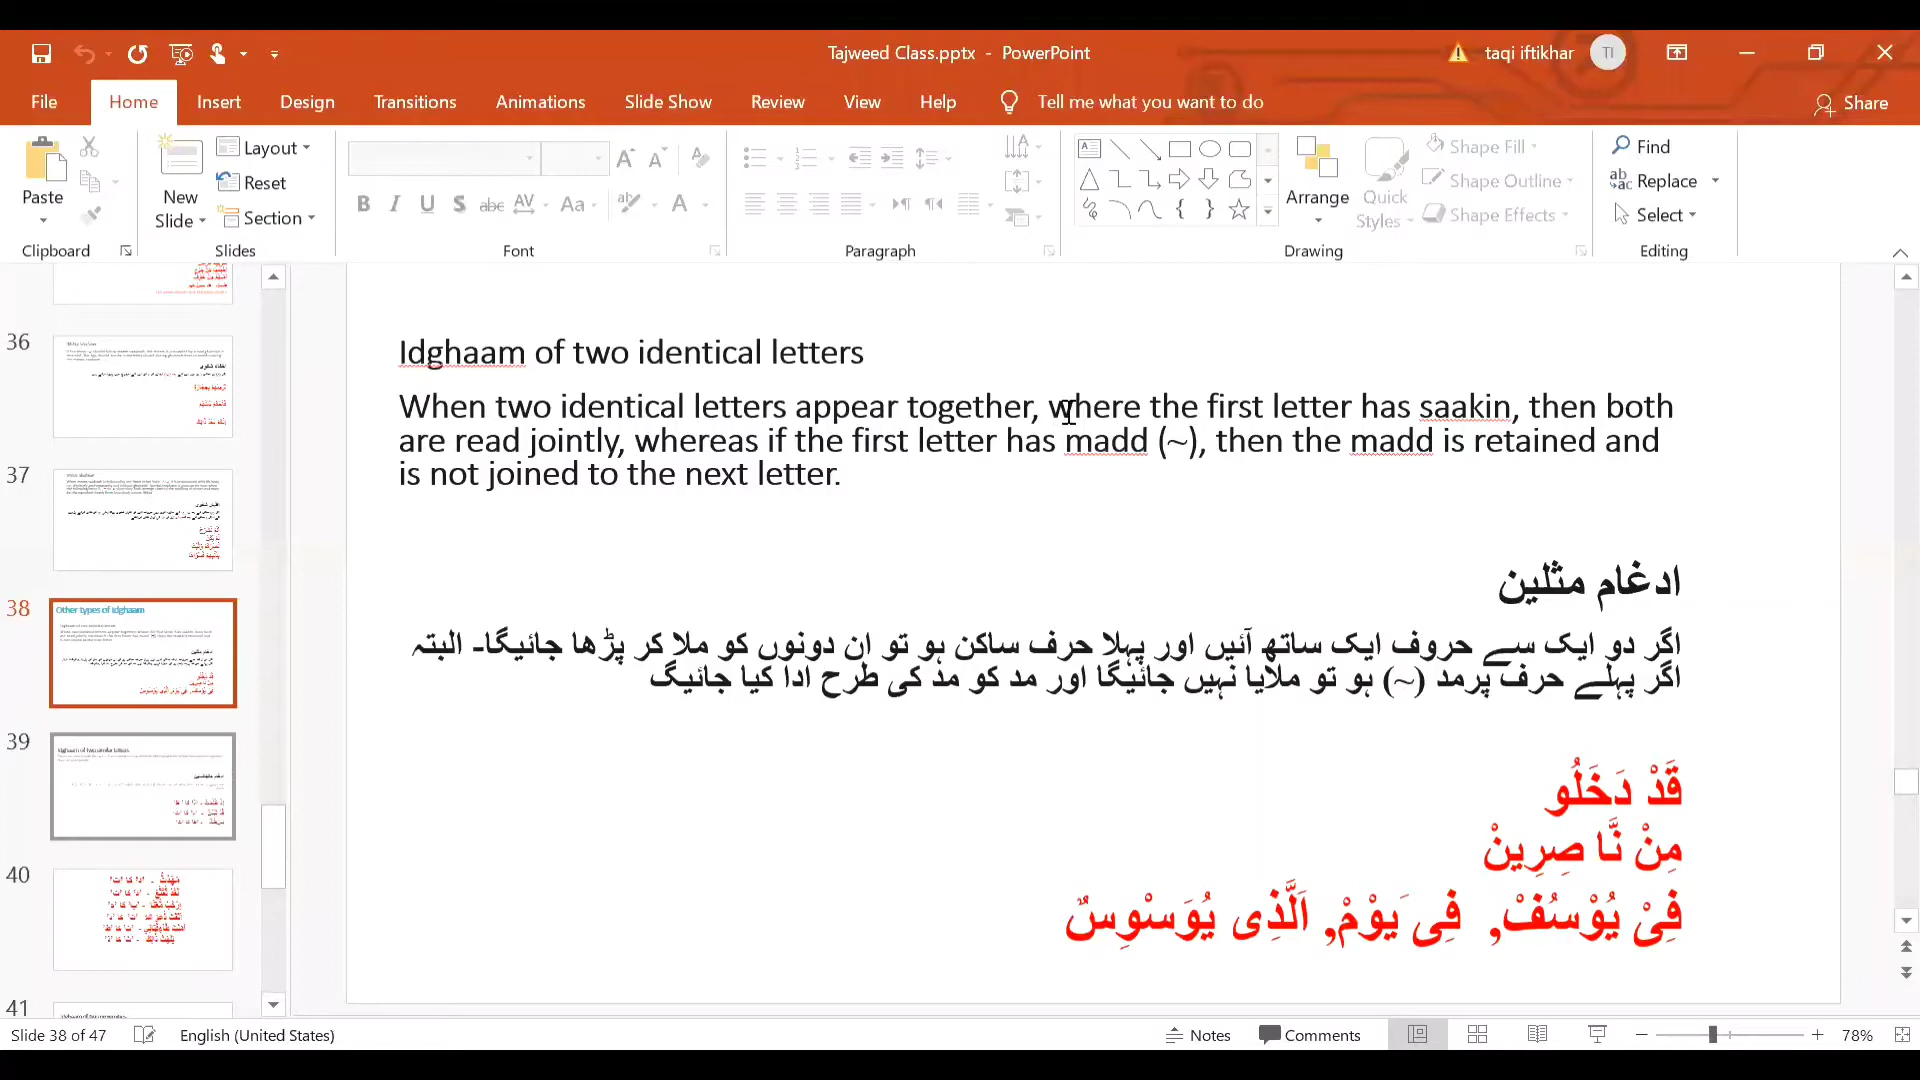 Tajweed Class.pptx - PowerPoint
taqi iftikhar
TI
File Home Insert Design Transitions Animations Slide Show Review View Help Tell me what you want to do
Share
Paste
Clipboard
New Slide
Layout
Reset
Section
Slides
Font
Paragraph
Arrange
Quick Styles
Shape Fill
Shape Outline
Shape Effects
Drawing
Find
Replace
Select
Editing
36
37
38
Other types of Idghaam
39
Idghaam of two similar letters
40
41
Idghaam of two identical letters
When two identical letters appear together, where the first letter has saakin, then both
are read jointly, whereas if the first letter has madd (~), then the madd is retained and
is not joined to the next letter.
ادغام مثلین
اگر دو ایک سے حروف ایک ساتھ آئیں اور پہلا حرف ساکن ہو تو ان دونوں کو ملا کر پڑھا جائیگا۔ البتہ
اگر پہلے حرف پرمد (~) ہو تو ملایا نہیں جائیگا اور مد کو مد کی طرح ادا کیا جائیگ
قَدْ دَخَلُو
مِنْ نَّا صِرِينْ
فِىْ يُوْسُفْ, فِى يَوْمْ, اَلَّذِى يُوَسْوِسٌ
Slide 38 of 47
English (United States)
Notes
Comments
78%